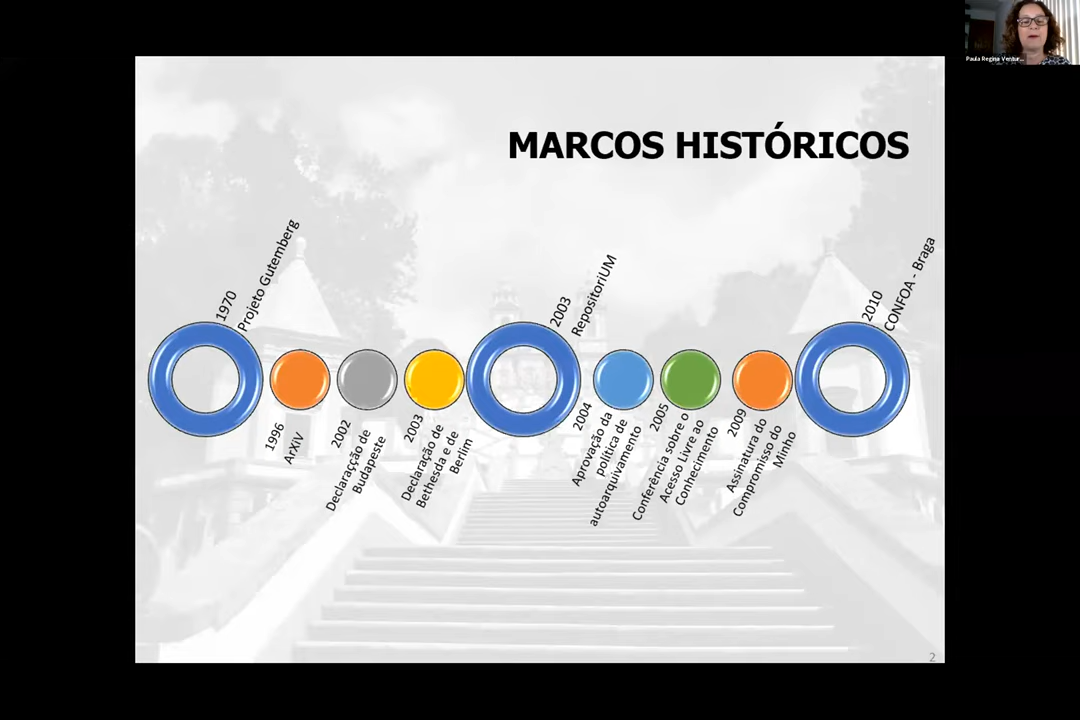 Paula Regina Ventur...
MARCOS HISTÓRICOS
1970
Projeto Gutemberg
1996
ArXIV
2002
Declaraçção de
Budapeste
2003
Declaração de
Bethesda e de
Berlim
2003
RepositoriUM
2004
Aprovação da
política de
autoarquivamento
2005
Conferência sobre o
Acesso Livre ao
Conhecimento
2009
Assinatura do
Compromisso do
Minho
2010
CONFOA - Braga
2